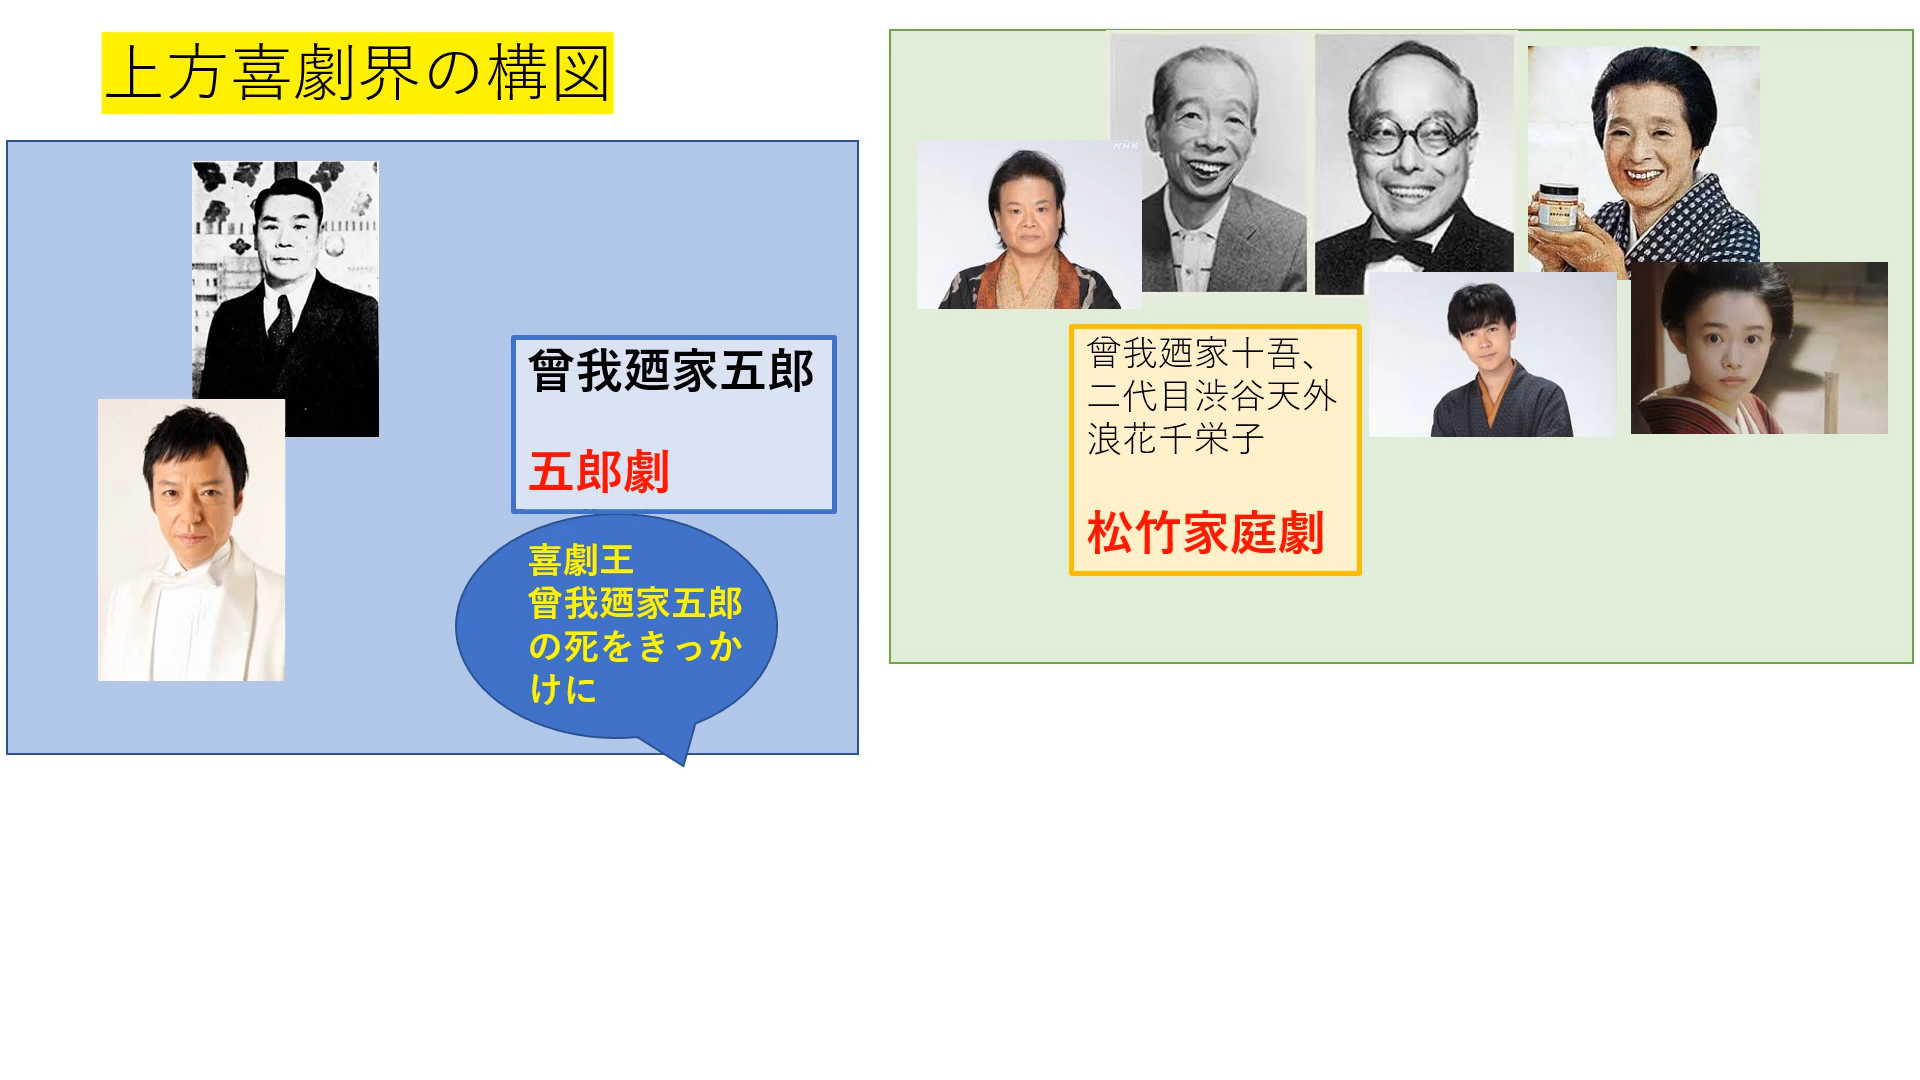 上方喜劇界の構図
曾我廼家五郎
五郎劇
喜劇王
曾我廼家五郎
の死をきっか
けに
NHK
曾我廼家十吾、
二代目渋谷天外
浪花千栄子
松竹家庭劇